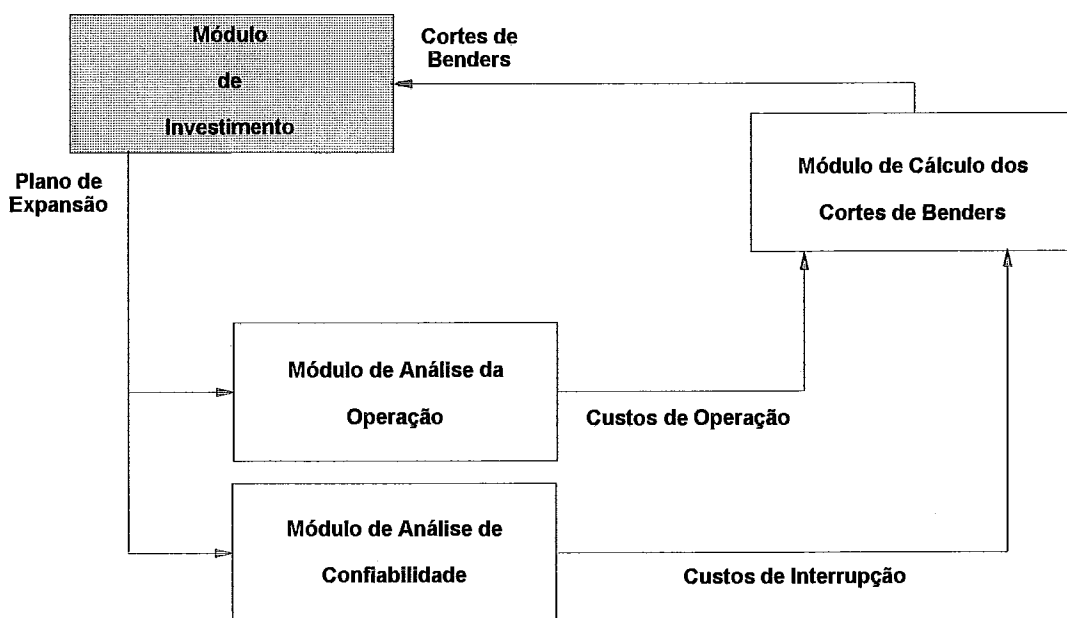 Módulo
de
Investimento
Cortes de
Benders
Plano de
Expansão
Módulo de Cálculo dos
Cortes de Benders
Módulo de Análise da
Operação
Custos de Operação
Módulo de Análise de
Confiabilidade
Custos de Interrupção